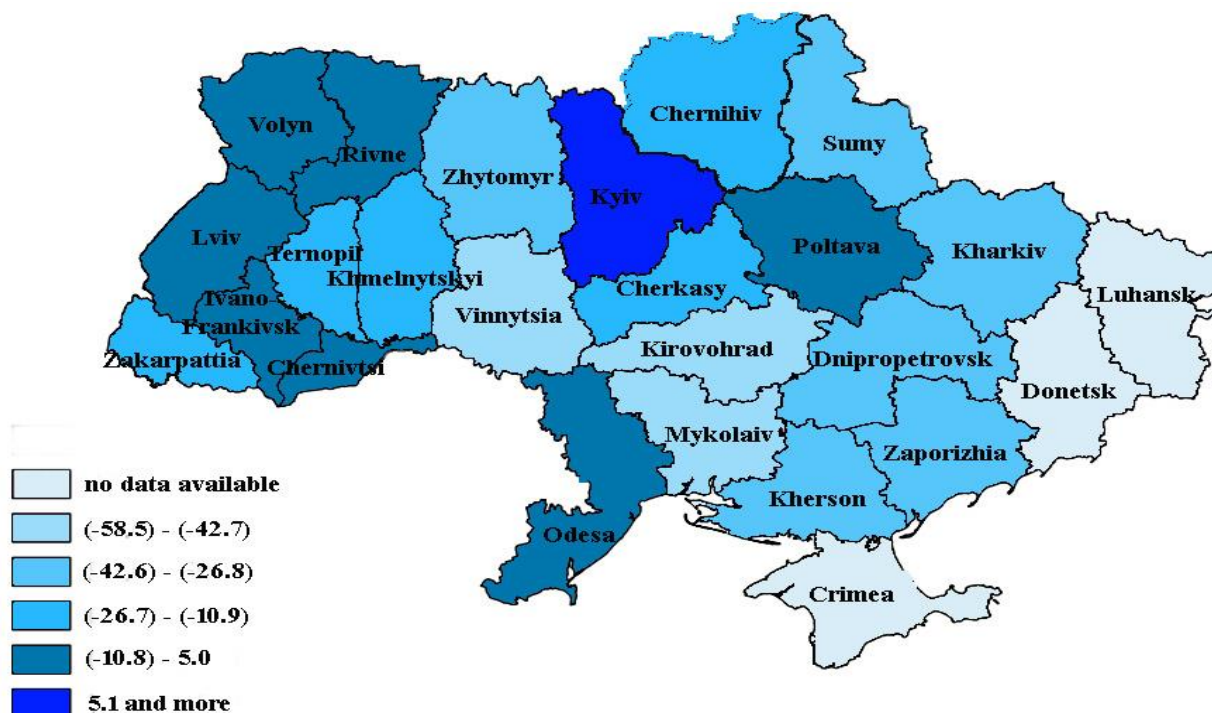 Chernihiv
Sumy
Volyn
Rivne
Zhytomyr
Kyiv
Lviv
Ternopil
Khmelnytskyi
Poltava
Kharkiv
Luhansk
Cherkasy
Ivano-
Frankivsk
Vinnytsia
Zakarpattia
Chernivtsi
Kirovohrad
Dnipropetrovsk
Donetsk
Mykolaiv
Zaporizhia
Kherson
Odesa
Crimea
no data available
(-58.5) - (-42.7)
(-42.6) - (-26.8)
(-26.7) - (-10.9)
(-10.8) - 5.0
5.1 and more